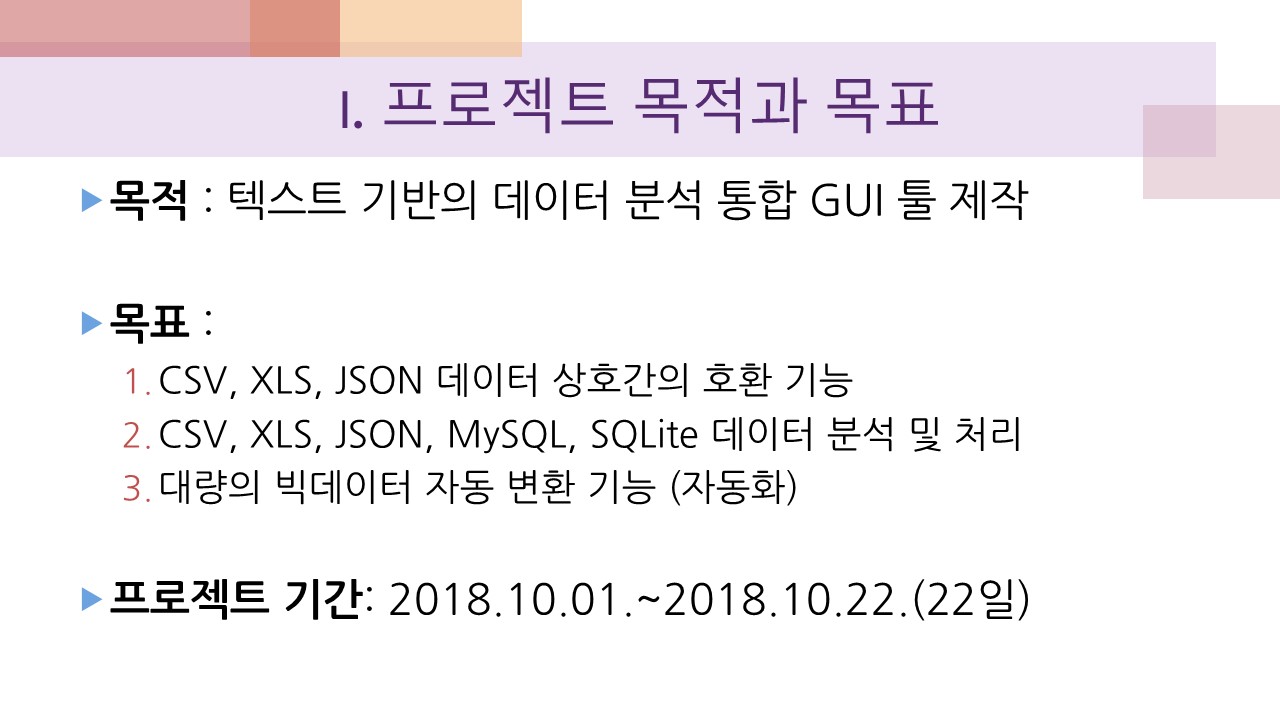 I. 프로젝트 목적과 목표
▶목적 : 텍스트 기반의 데이터 분석 통합 GUI 툴 제작
▶목표 :
1. CSV, XLS, JSON 데이터 상호간의 호환 기능
2. CSV, XLS, JSON, MySQL, SQLite 데이터 분석 및 처리
3. 대량의 빅데이터 자동 변환 기능 (자동화)
▶프로젝트 기간: 2018.10.01.~2018.10.22.(22일)